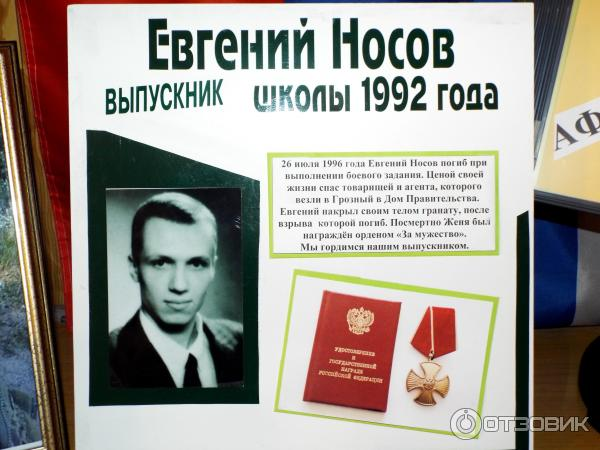 Евгений Носов
выпускник школы 1992 года
26 июля 1996 года Евгений Носов погиб при
выполнении боевого задания. Ценой своей
жизни спас товарищей и агента, которого
везли в Грозный в Дом Правительства.
Евгений накрыл своим телом гранату, после
взрыва которой погиб. Посмертно Женя был
награждён орденом «За мужество».
Мы гордимся нашим выпускником.
УДОСТОВЕРЕНИЕ
К
ГОСУДАРСТВЕННОЙ
НАГРАДЕ
РОССИЙСКОЙ ФЕДЕРАЦИИ
АФ
ОТЗОВИК